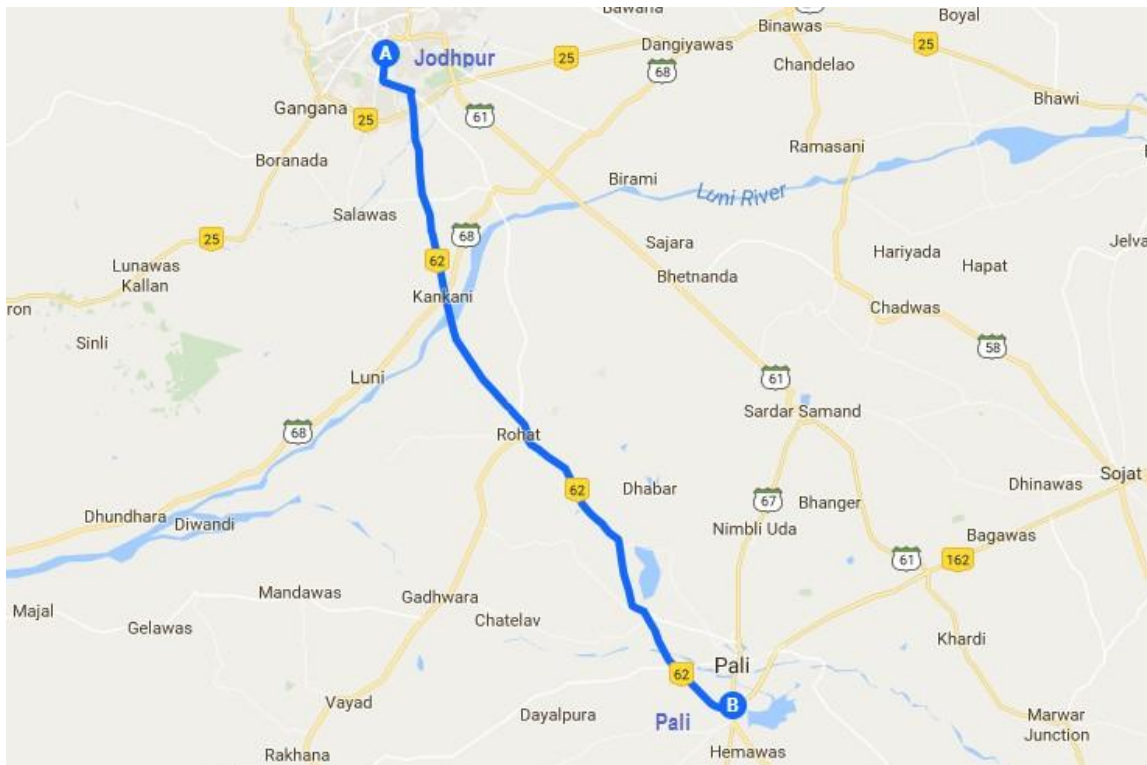 Bawana
Boyal
Binawas
Dangiyawas
25
A
Jodhpur
25
68
Chandelao
Gangana
25
61
Bhawi
Boranada
Ramasani
Birami
Luni River
Salawas
68
25
62
Sajara
Hariyada
Jelva
Lunawas
Kallan
Bhetnanda
Hapat
Kankani
ron
Chadwas
Sinli
58
Luni
61
Sardar Samand
68
Rohat
Sojat
62
Dhabar
Dhinawas
67
Bhanger
Dhundhara
Diwandi
Nimbli Uda
Bagawas
61
162
Mandawas
Gadhwara
Majal
Gelawas
Chatelav
Khardi
Pali
62
Vayad
B
Dayalpura
Pali
Marwar
Junction
Rakhana
Hemawas